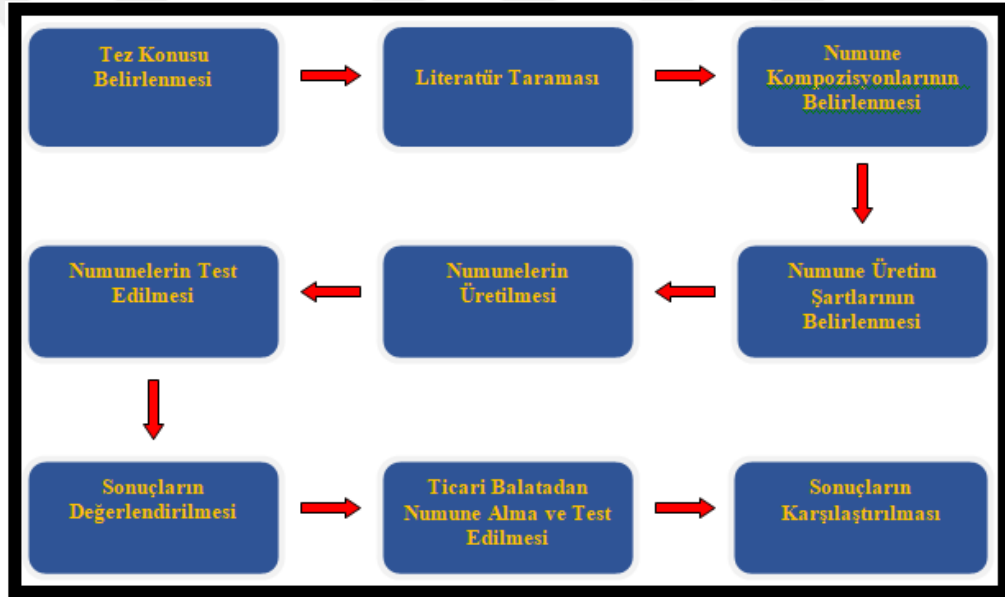 Tez Konusu
Belirlenmesi
Literatür Taraması
Numune
Kompozisyonlarının
Belirlenmesi
Numune Üretim
Şartlarının
Belirlenmesi
Numunelerin
Üretilmesi
Numunelerin Test
Edilmesi
Sonuçların
Değerlendirilmesi
Ticari Balatadan
Numune Alma ve Test
Edilmesi
Sonuçların
Karşılaştırılması